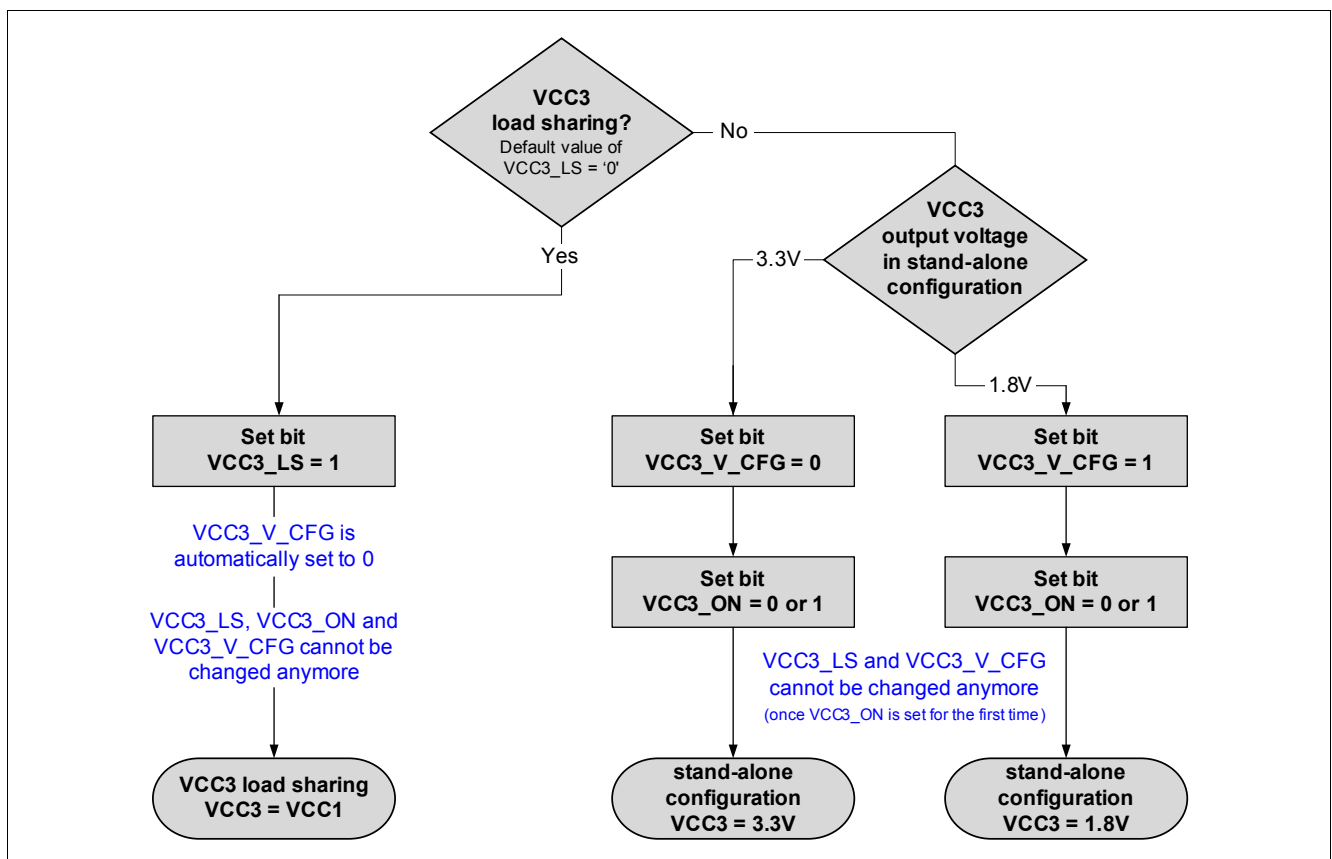 VCC3
load sharing?
Default value of
VCC3_LS = ‘0'
No
Yes
VCC3
output voltage
in stand-alone
configuration
3.3V
1.8V
Set bit
VCC3_LS = 1
Set bit
VCC3_V_CFG = 0
Set bit
VCC3_V_CFG = 1
VCC3_V_CFG is
automatically set to 0
VCC3_LS, VCC3_ON and
VCC3_V_CFG cannot be
changed anymore
Set bit
VCC3_ON = 0 or 1
Set bit
VCC3_ON = 0 or 1
VCC3_LS and VCC3_V_CFG
cannot be changed anymore
(once VCC3_ON is set for the first time)
VCC3 load sharing
VCC3 = VCC1
stand-alone
configuration
VCC3 = 3.3V
stand-alone
configuration
VCC3 = 1.8V